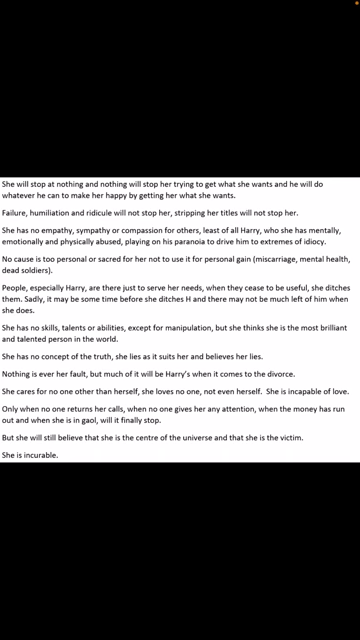 She will stop at nothing and nothing will stop her trying to get what she wants and he will do
whatever he can to make her happy by getting her what she wants.
Failure, humiliation and ridicule will not stop her, stripping her titles will not stop her.
She has no empathy, sympathy or compassion for others, least of all Harry, who she has mentally,
emotionally and physically abused, playing on his paranoia to drive him to extremes of idiocy.
No cause is too personal or sacred for her not to use it for personal gain (miscarriage, mental health,
dead soldiers).
People, especially Harry, are there just to serve her needs, when they cease to be useful, she ditches
them. Sadly, it may be some time before she ditches H and there may not be much left of him when
she does.
She has no skills, talents or abilities, except for manipulation, but she thinks she is the most brilliant
and talented person in the world.
She has no concept of the truth, she lies as it suits her and believes her lies.
Nothing is ever her fault, but much of it will be Harry's when it comes to the divorce.
She cares for no one other than herself, she loves no one, not even herself.  She is incapable of love.
Only when no one returns her calls, when no one gives her any attention, when the money has run
out and when she is in gaol, will it finally stop.
But she will still believe that she is the centre of the universe and that she is the victim.
She is incurable.